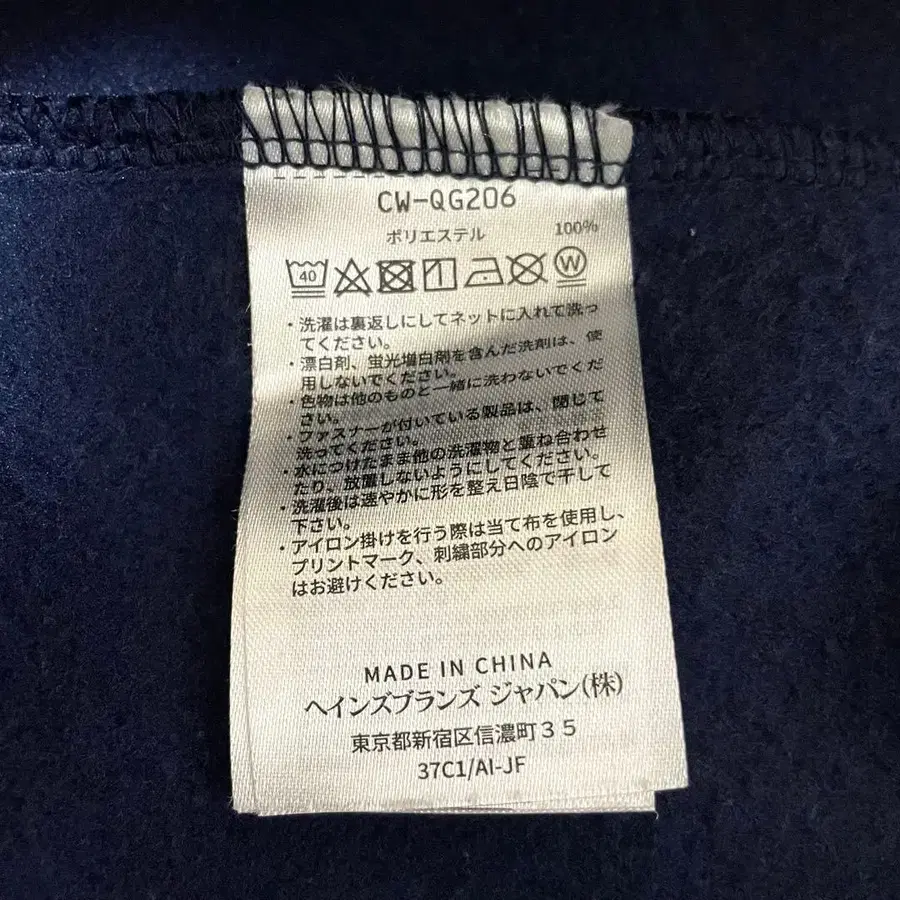 CW-QG206
ポリエステル 100%
40 W
・洗濯は裏返しにしてネットに入れて洗っ
てください。
・漂白剤、蛍光増白剤を含んだ洗剤は、使
用しないでください。
・色物は他のものと一緒に洗わないでくだ
さい。
・ファスナーが付いている製品は、閉じて
洗ってください。
・水につけたまま他の洗濯物と重ね合わせ
たり、放置しないようにしてください。
・洗濯後は速やかに形を整え日陰で干して
下さい。
・アイロン掛けを行う際は当て布を使用し、
プリントマーク、刺繍部分へのアイロン
はお避けください。
MADE IN CHINA
ヘインズブランズ ジャパン(株)
東京都新宿区信濃町35
37C1/AI-JF